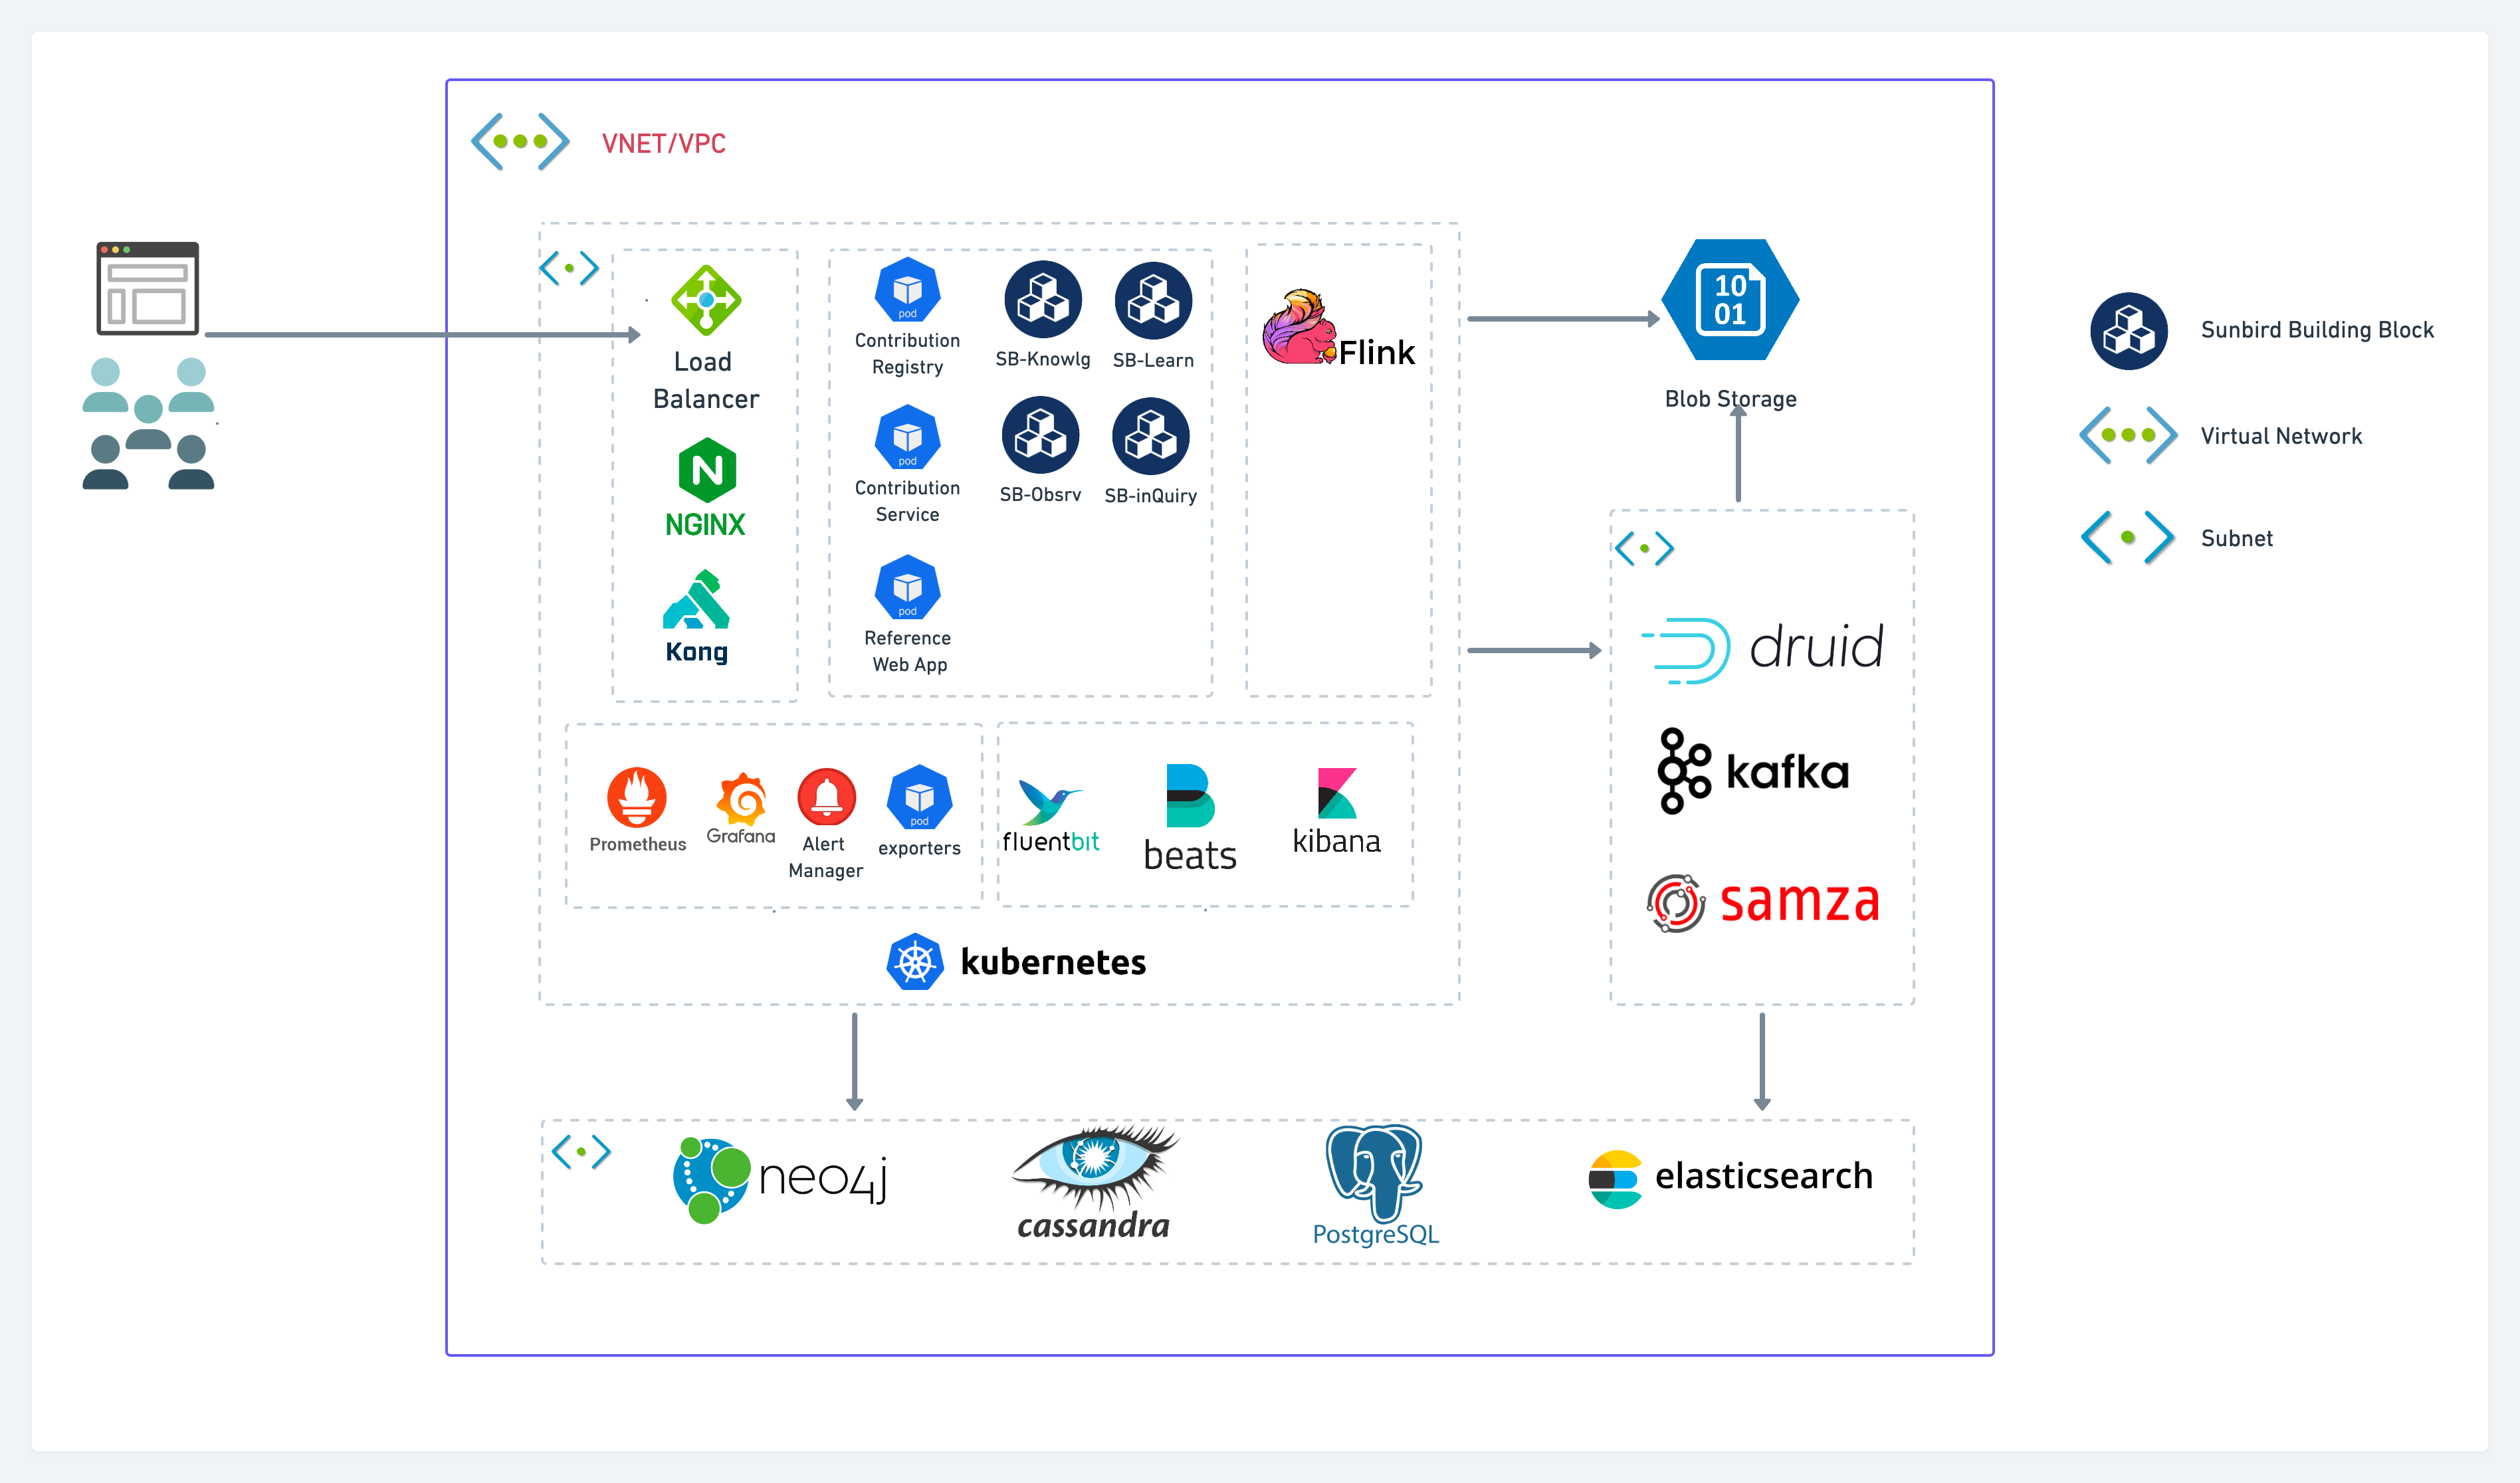 VNET/VPC
Load
Balancer
NGINX
Kong
pod
Contribution
Registry
pod
Contribution
Service
pod
Reference
Web App
SB-Knowlg
SB-Learn
SB-Obsrv
SB-inQuiry
Flink
10
01
Blob Storage
Sunbird Building Block
Virtual Network
Subnet
druid
kafka
samza
Prometheus
Grafana
Alert
Manager
pod
exporters
fluentbit
beats
kibana
kubernetes
neo4j
cassandra
PostgreSQL
elasticsearch